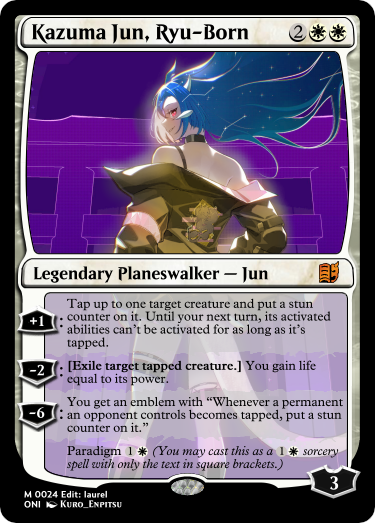 Kazuma Jun, Ryu-Born 2
Legendary Planeswalker — Jun
+1: Tap up to one target creature and put a stun
counter on it. Until your next turn, its activated
abilities can't be activated for as long as it's
tapped.
-2: [Exile target tapped creature.] You gain life
equal to its power.
-6: You get an emblem with “Whenever a permanent
an opponent controls becomes tapped, put a stun
counter on it.”
Paradigm 1 (You may cast this as a 1 sorcery
spell with only the text in square brackets.)
3
M 0024 Edit: laurel
ONI Kuro_Enpitsu